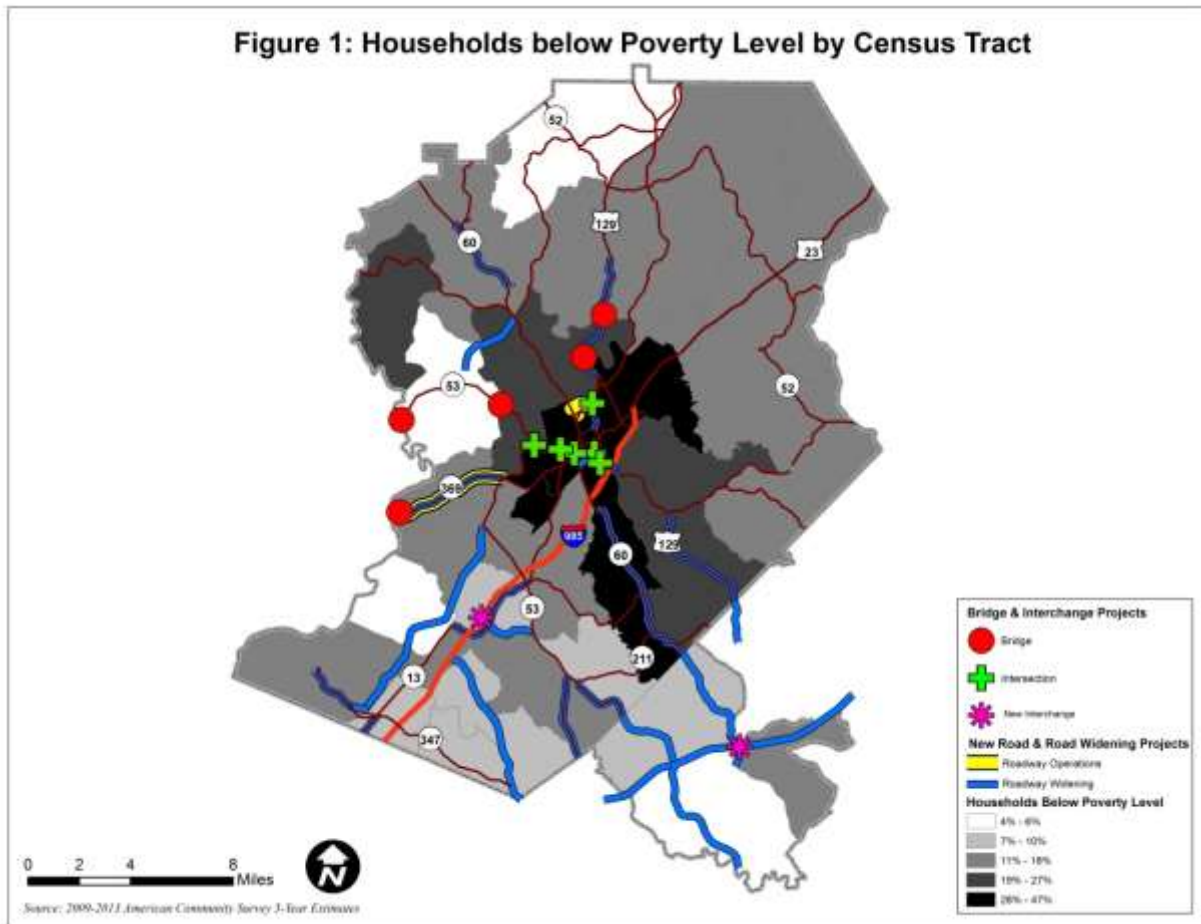 Figure 1: Households below Poverty Level by Census Tract
52
129
60
23
53
52
369
985
60
129
53
211
13
347
Bridge & Interchange Projects
Bridge
Intersection
New Interchange
New Road & Road Widening Projects
Roadway Operations
Roadway Widening
Households Below Poverty Level
4% - 6%
7% - 10%
11% - 18%
19% - 27%
28% - 47%
0 2 4 8
Miles
N
Source: 2009-2013 American Community Survey 3-Year Estimates